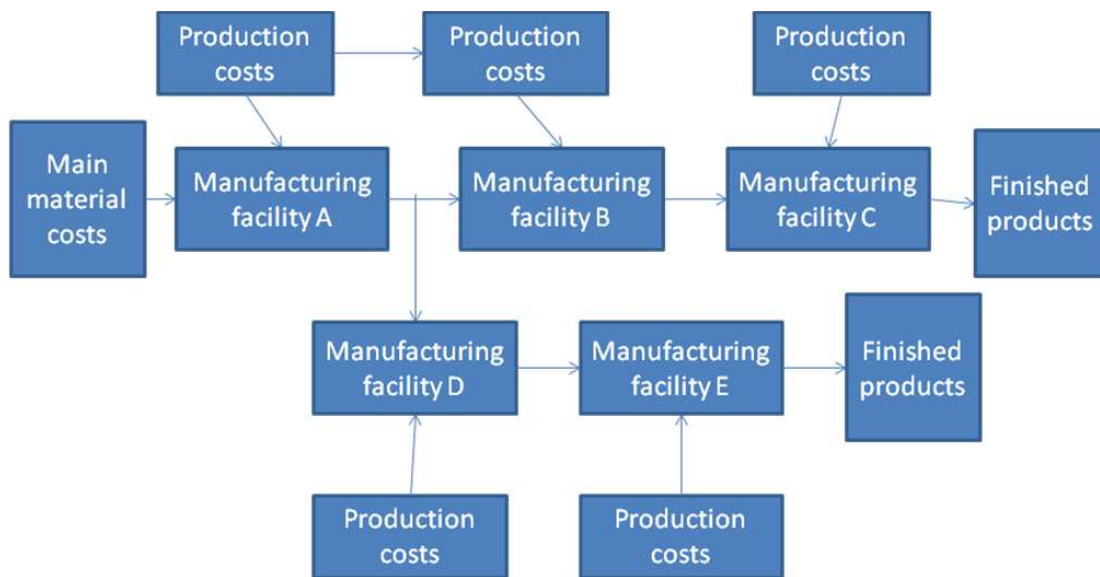 Production
costs
Production
costs
Production
costs
Main
material
costs
Manufacturing
facility A
Manufacturing
facility B
Manufacturing
facility C
Finished
products
Manufacturing
facility D
Manufacturing
facility E
Finished
products
Production
costs
Production
costs